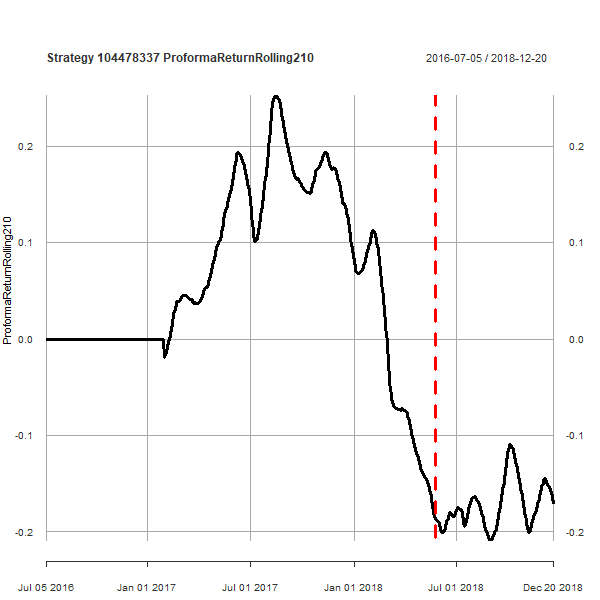 Strategy 104478337 ProformaReturnRolling210
2016-07-05 / 2018-12-20
ProformaReturnRolling210
0.2 0.2
0.1 0.1
0.0 0.0
-0.1 -0.1
-0.2 -0.2
Jul 05 2016 Jan 01 2017 Jul 01 2017 Jan 01 2018 Jul 01 2018 Dec 20 2018